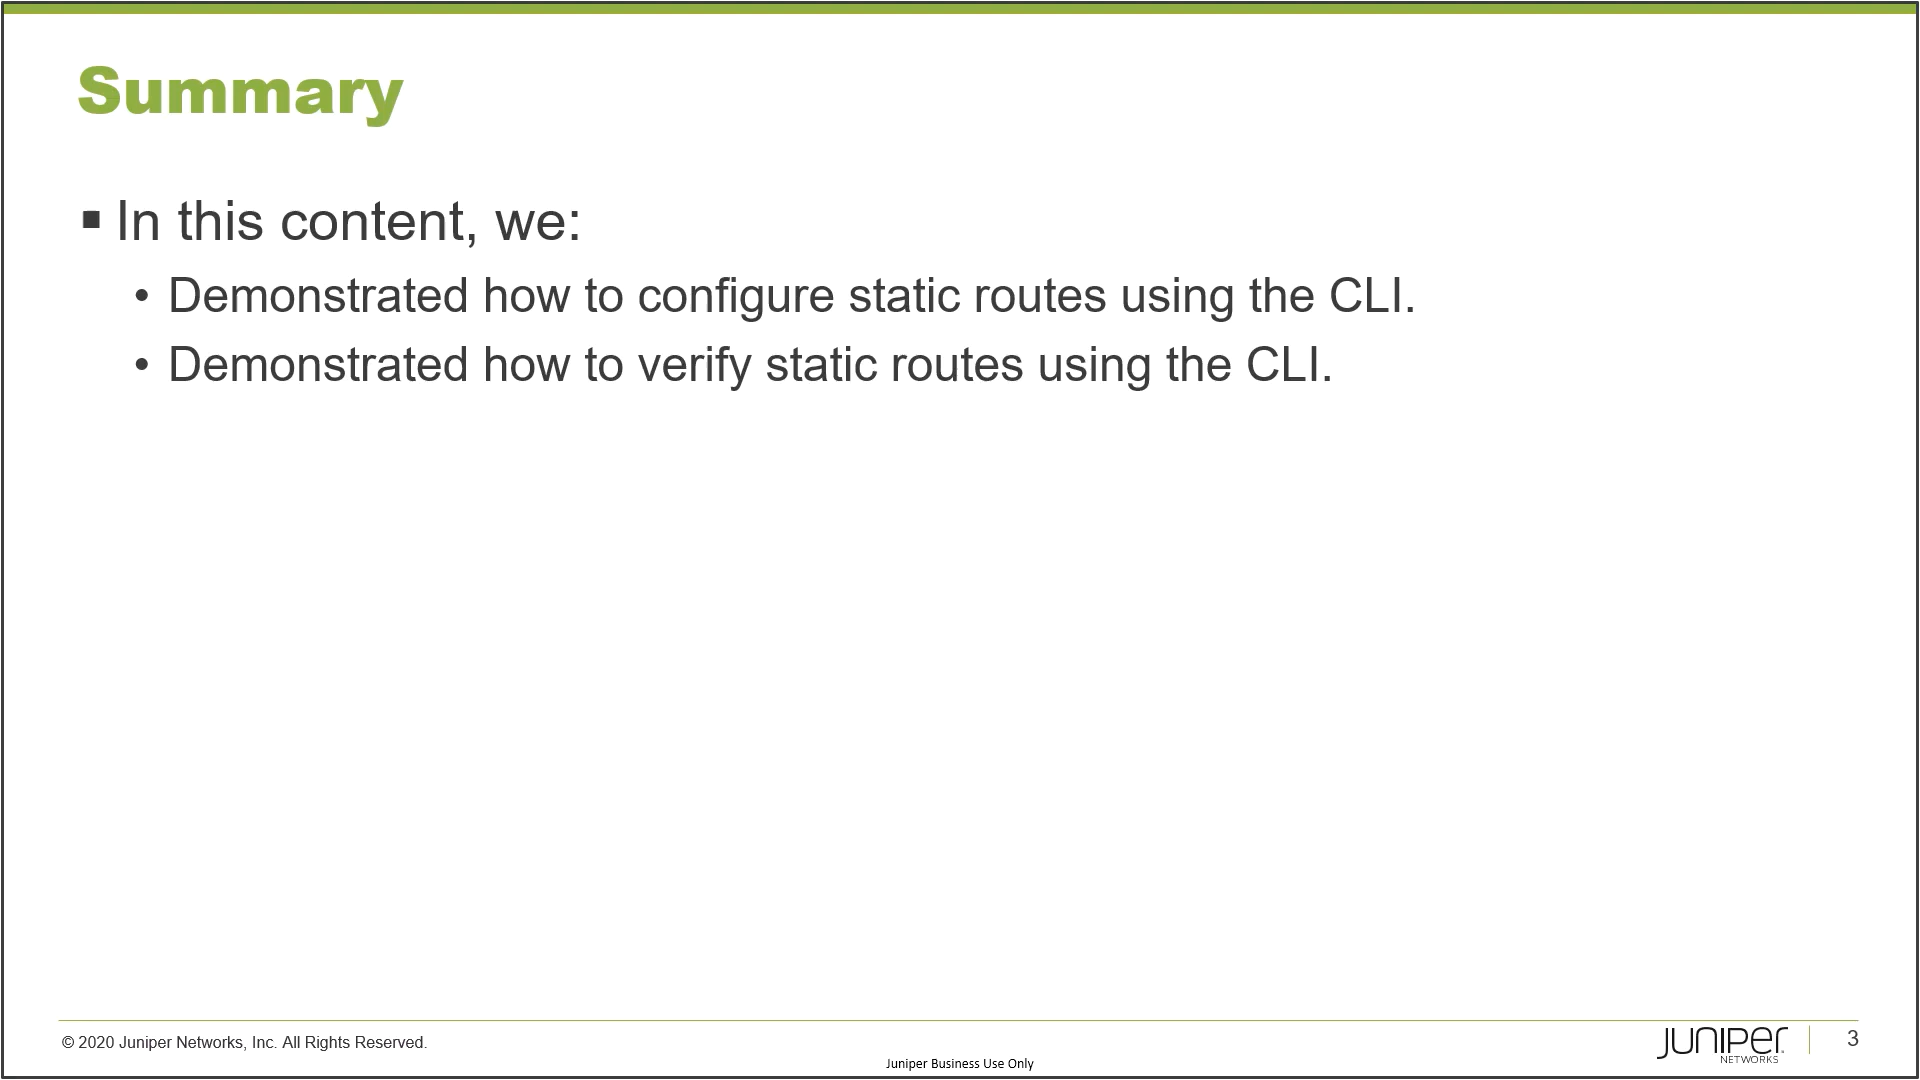 Summary
▪ In this content, we:
• Demonstrated how to configure static routes using the CLI.
• Demonstrated how to verify static routes using the CLI.
© 2020 Juniper Networks, Inc. All Rights Reserved.
JUNIPer
NETWORKS
3
Juniper Business Use Only